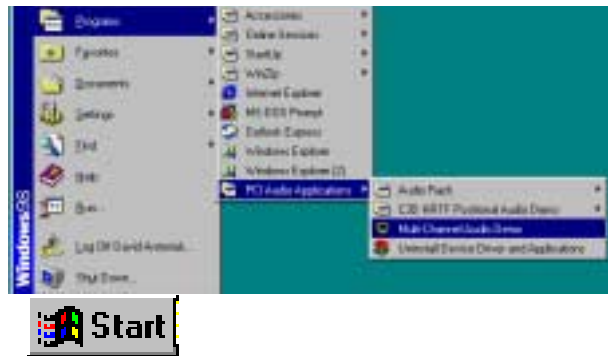 Programs
Favorites
Documents
Settings
Find
Help
Run...
Log Off David Antoniak...
Shut Down...
Windows98
Accessories
Online Services
StartUp
WinZip
Internet Explorer
MS-DOS Prompt
Outlook Express
Windows Explorer
Windows Explorer (2)
PCI Audio Applications
Audio Rack
C3D HRTF Positional Audio Demo
Multi-Channel Audio Demo
Uninstall Device Driver and Applications
Start